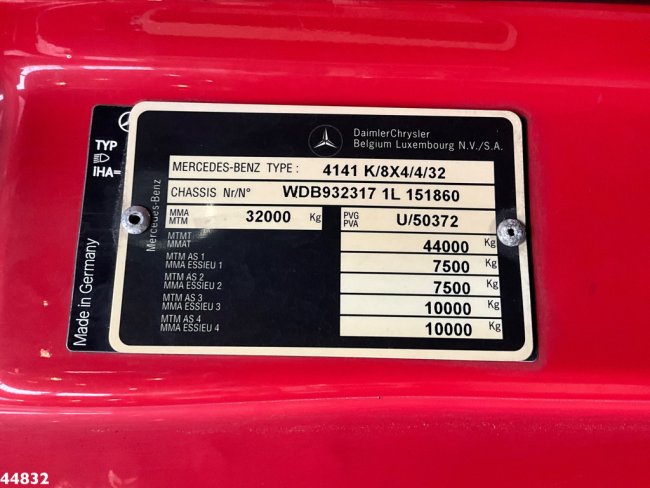 DaimlerChrysler
Belgium Luxembourg N.V./S.A.
TYP
IHA=
Made in Germany
Mercedes-Benz
MERCEDES-BENZ TYPE : 4141 K/8X4/4/32
CHASSIS Nr/N° WDB932317 1L 151860
MMA
MTM 32000 Kg
PVG
PVA U/50372
MTMT
MMAT 44000 Kg
MTM AS 1
MMA ESSIEU 1 7500 Kg
MTM AS 2
MMA ESSIEU 2 7500 Kg
MTM AS 3
MMA ESSIEU 3 10000 Kg
MTM AS 4
MMA ESSIEU 4 10000 Kg
44832